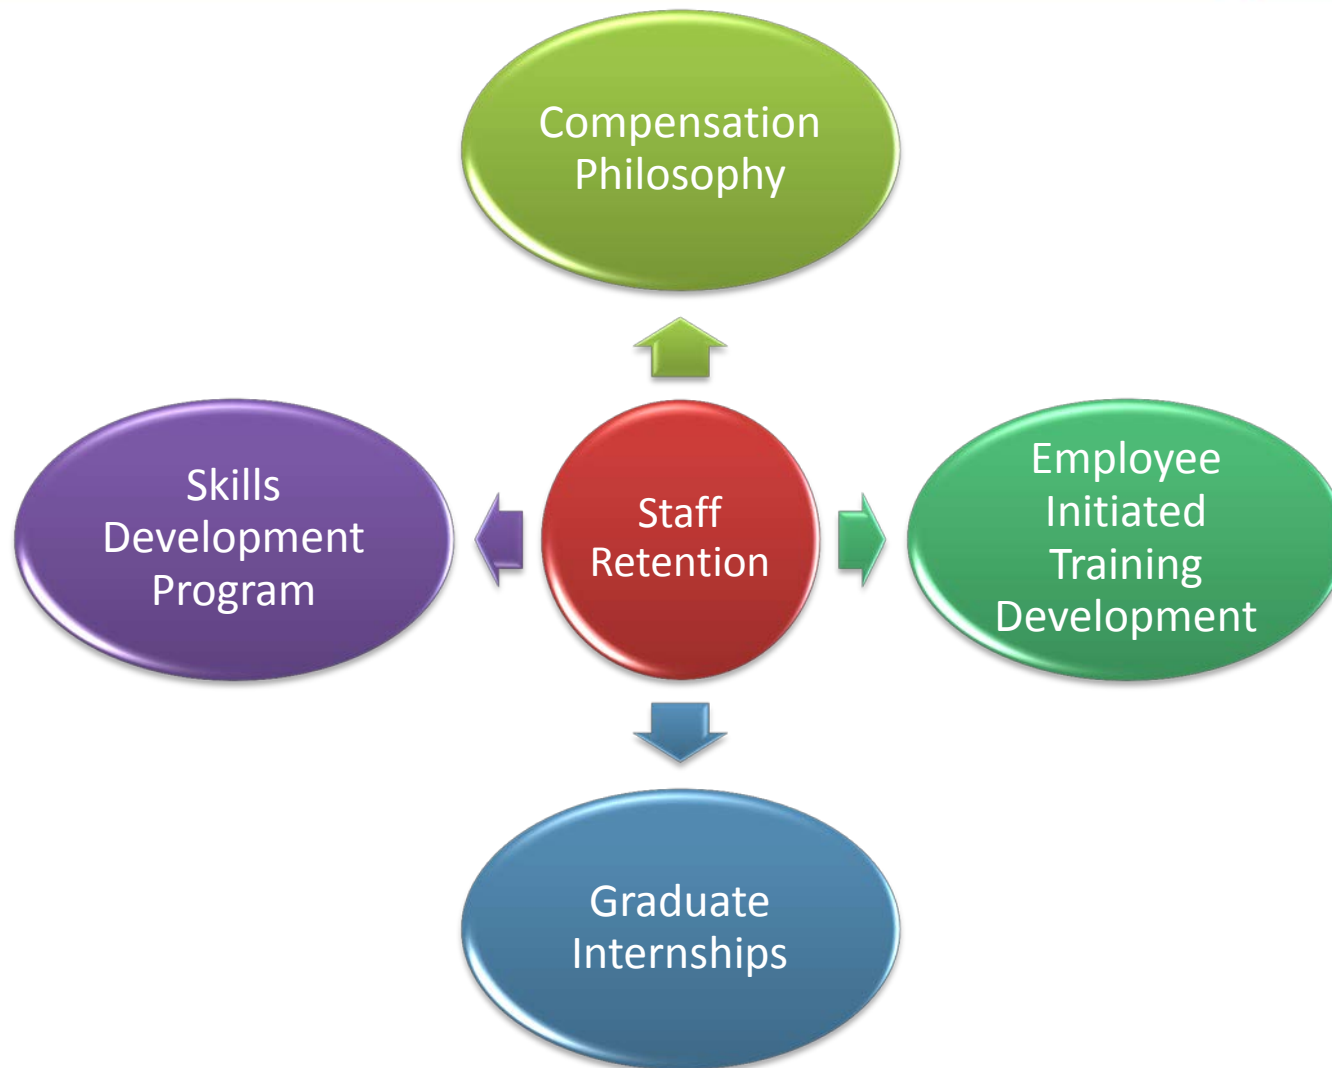 Compensation
Philosophy
Skills
Development
Program
Staff
Retention
Employee
Initiated
Training
Development
Graduate
Internships